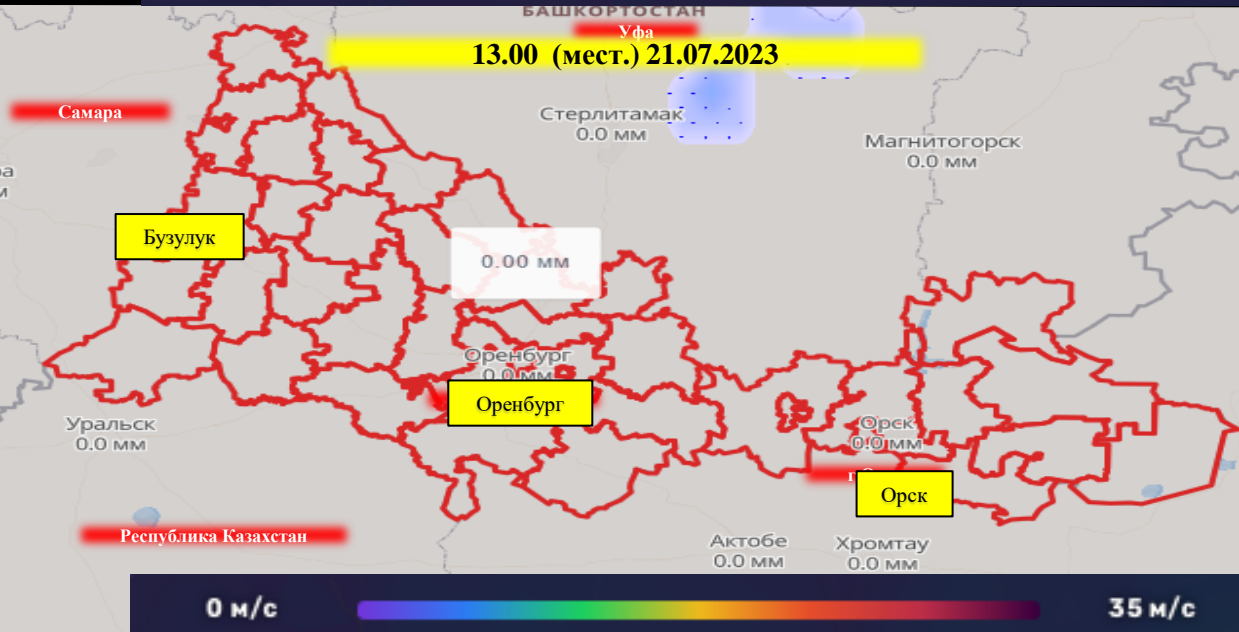 БАШКОРТОСТАН
Уфа
13.00 (мест.) 21.07.2023
Самара
Стерлитамак
0.0 мм
Магнитогорск
0.0 мм
Бузулук
0.00 мм
Оренбург
0.0 мм
Оренбург
Уральск
0.0 мм
Орск
0.0 мм
Орск
Республика Казахстан
Актобе
0.0 мм
Хромтау
0.0 мм
0 м/с
35 м/с